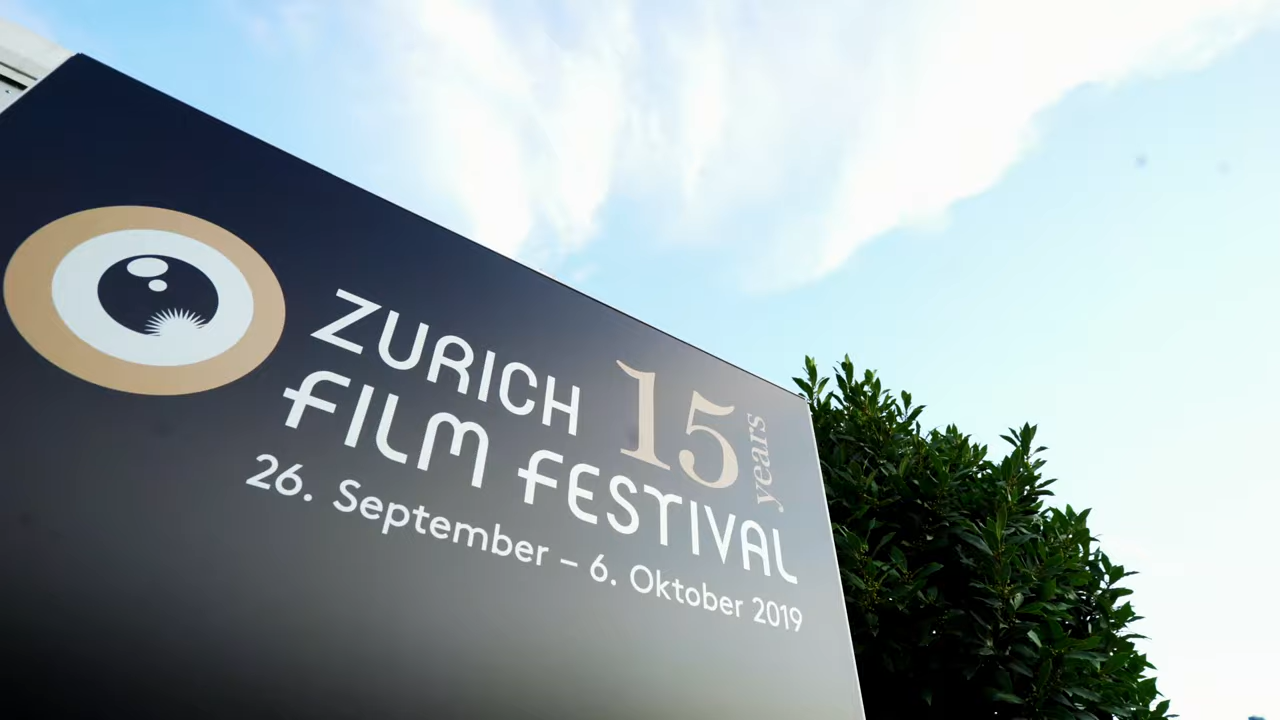 ZURICH
FILM FESTIVAL
15 years
26. September – 6. Oktober 2019